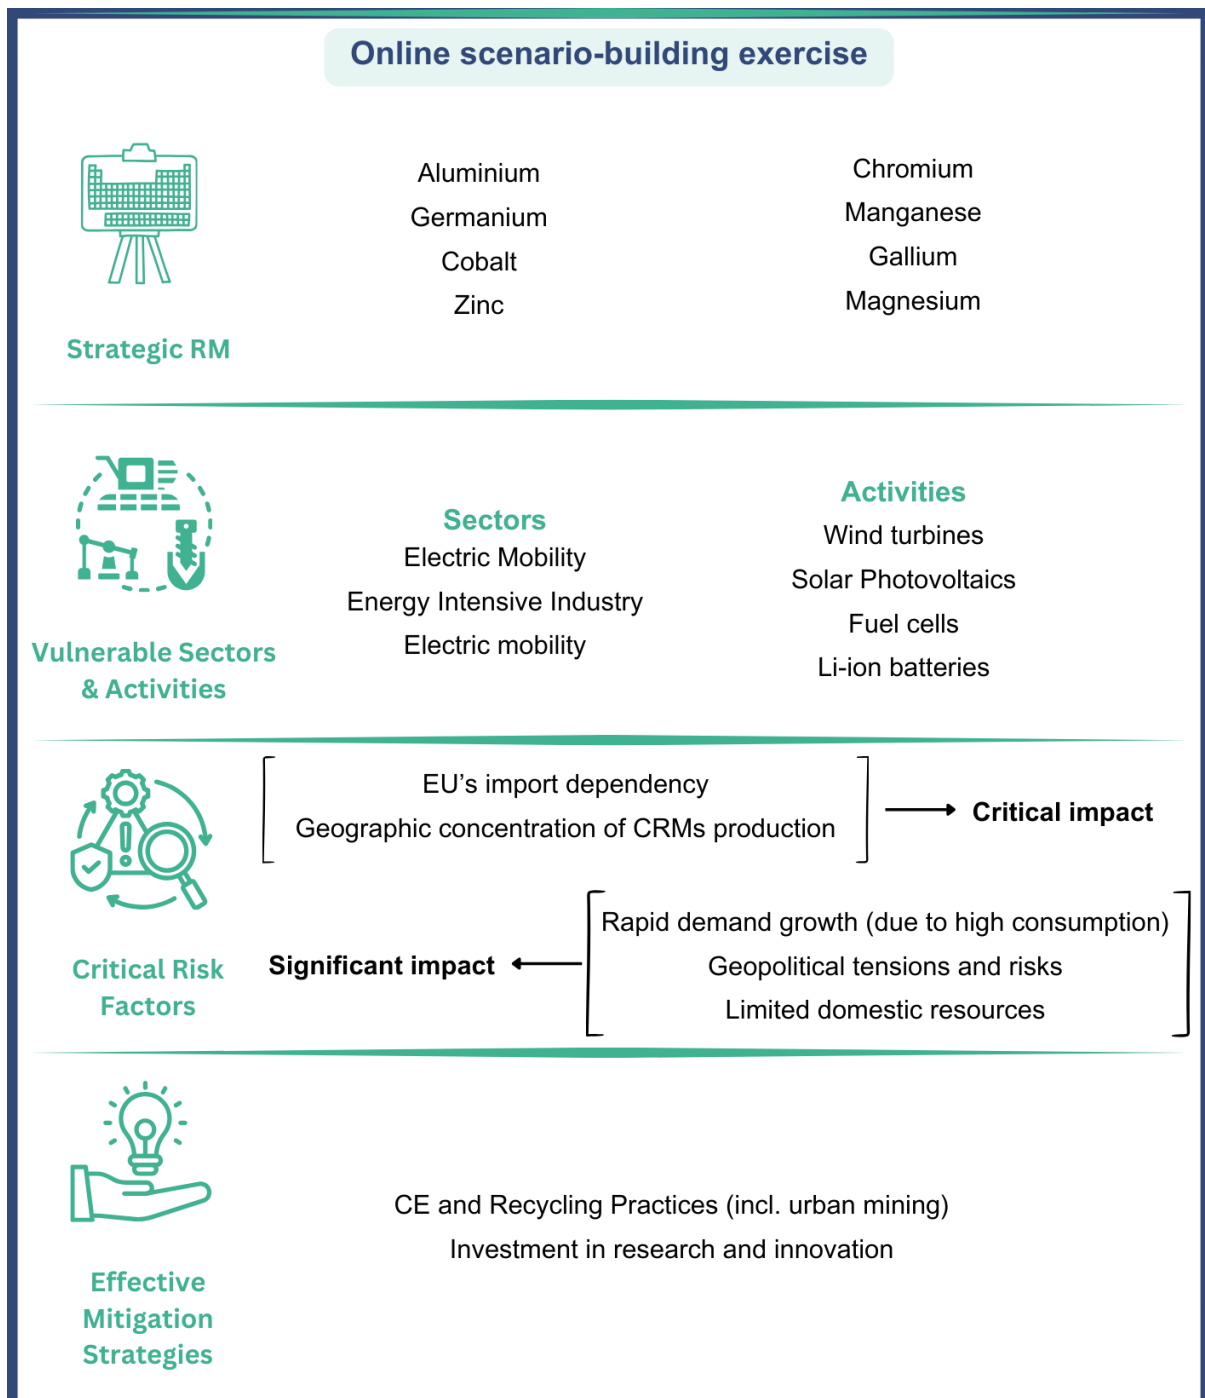 Online scenario-building exercise
Strategic RM
Aluminium
Germanium
Cobalt
Zinc
Chromium
Manganese
Gallium
Magnesium
Vulnerable Sectors
& Activities
Sectors
Electric Mobility
Energy Intensive Industry
Electric mobility
Activities
Wind turbines
Solar Photovoltaics
Fuel cells
Li-ion batteries
Critical Risk
Factors
EU’s import dependency
Geographic concentration of CRMs production
Critical impact
Rapid demand growth (due to high consumption)
Geopolitical tensions and risks
Limited domestic resources
Significant impact
Effective
Mitigation
Strategies
CE and Recycling Practices (incl. urban mining)
Investment in research and innovation